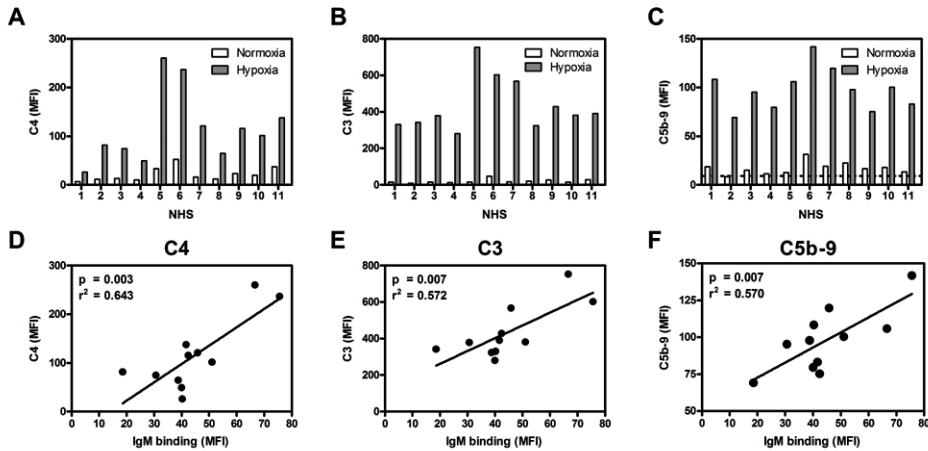 A
B
C
C4 (MFI)
300
200
100
0
Normoxia
Hypoxia
1 2 3 4 5 6 7 8 9 10 11
NHS
C3 (MFI)
800
600
400
200
0
Normoxia
Hypoxia
1 2 3 4 5 6 7 8 9 10 11
NHS
C5b-9 (MFI)
150
100
50
0
Normoxia
Hypoxia
1 2 3 4 5 6 7 8 9 10 11
NHS
D
C4
E
C3
F
C5b-9
C4 (MFI)
300
200
100
0
p = 0.003
r² = 0.643
0 10 20 30 40 50 60 70 80
IgM binding (MFI)
C3 (MFI)
800
600
400
200
0
p = 0.007
r² = 0.572
0 10 20 30 40 50 60 70 80
IgM binding (MFI)
C5b-9 (MFI)
150
125
100
75
50
p = 0.007
r² = 0.570
0 10 20 30 40 50 60 70 80
IgM binding (MFI)